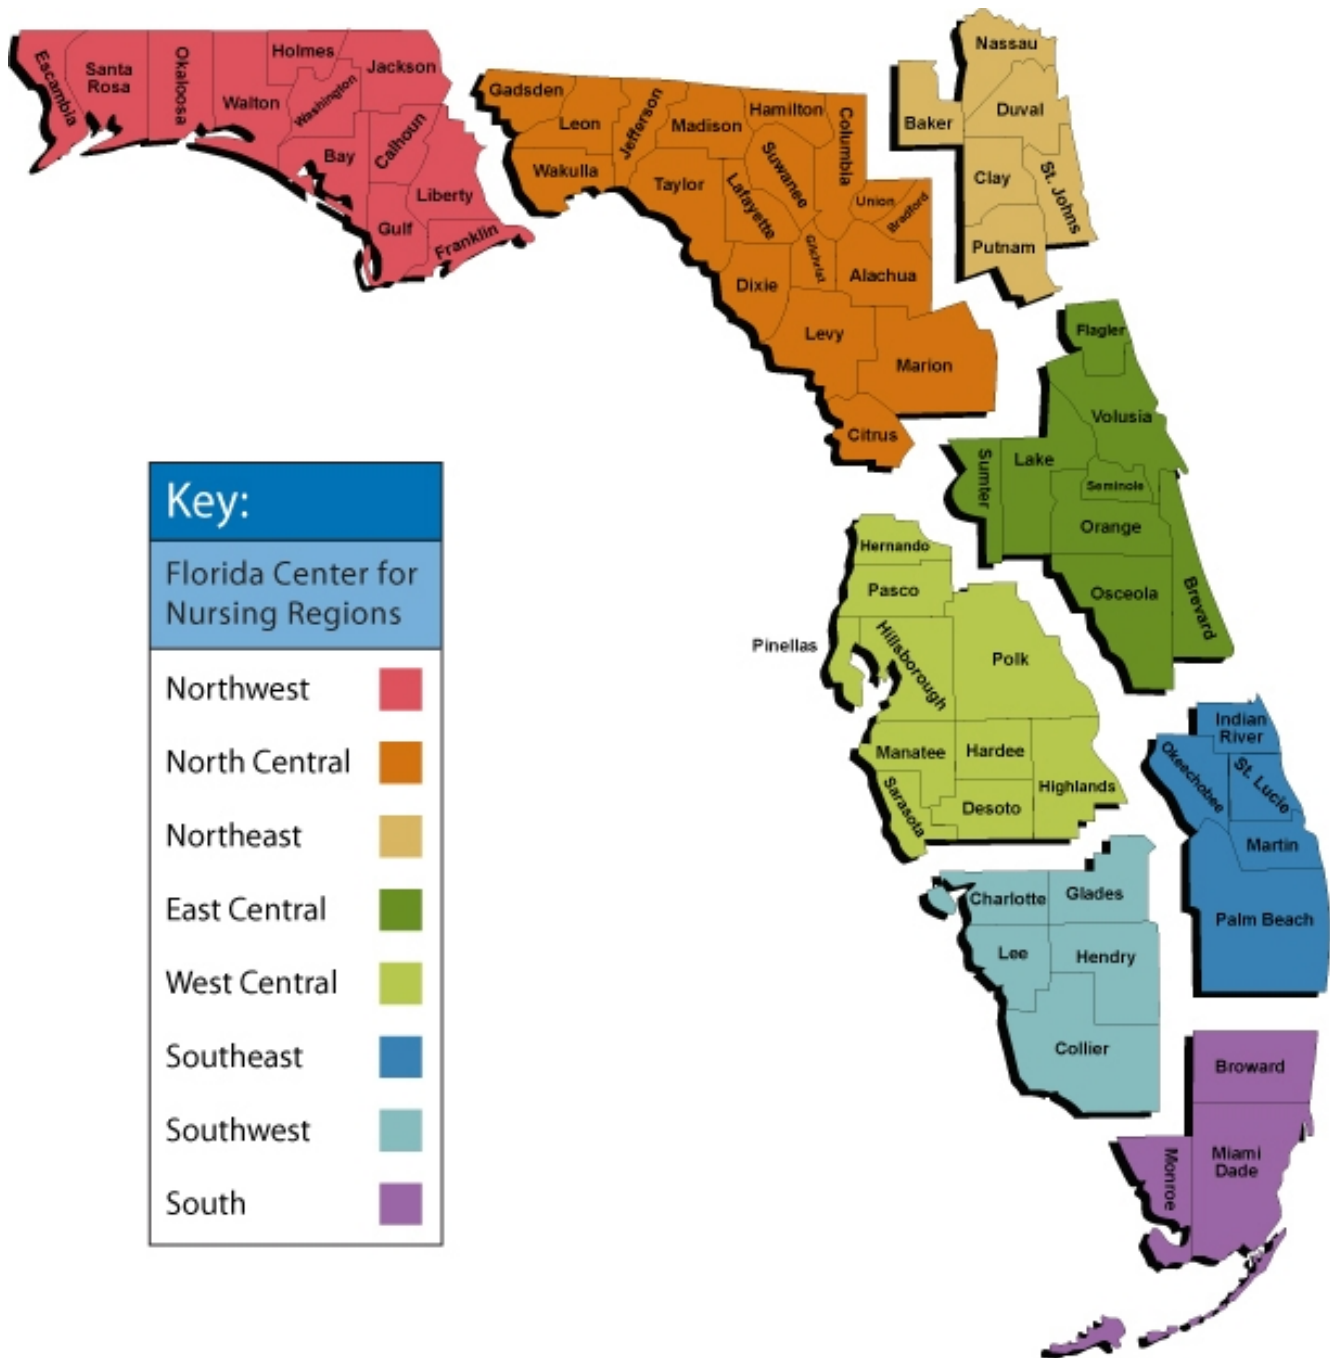 Escambia
Santa
Rosa
Okaloosa
Walton
Holmes
Washington
Jackson
Bay
Calhoun
Liberty
Gulf
Franklin
Gadsden
Leon
Wakulla
Jefferson
Madison
Taylor
Hamilton
Suwanee
Lafayette
Columbia
Union
Bradford
Gilchrist
Alachua
Dixie
Levy
Marion
Citrus
Nassau
Duval
Baker
Clay
St. Johns
Putnam
Flagler
Volusia
Sumter
Lake
Seminole
Orange
Osceola
Brevard
Hernando
Pasco
Pinellas
Hillsborough
Polk
Manatee
Hardee
Highlands
Sarasota
Desoto
Indian
River
Okeechobee
St. Lucie
Martin
Palm Beach
Charlotte
Glades
Lee
Hendry
Collier
Broward
Miami
Dade
Monroe
Key:
Florida Center for
Nursing Regions
Northwest
North Central
Northeast
East Central
West Central
Southeast
Southwest
South